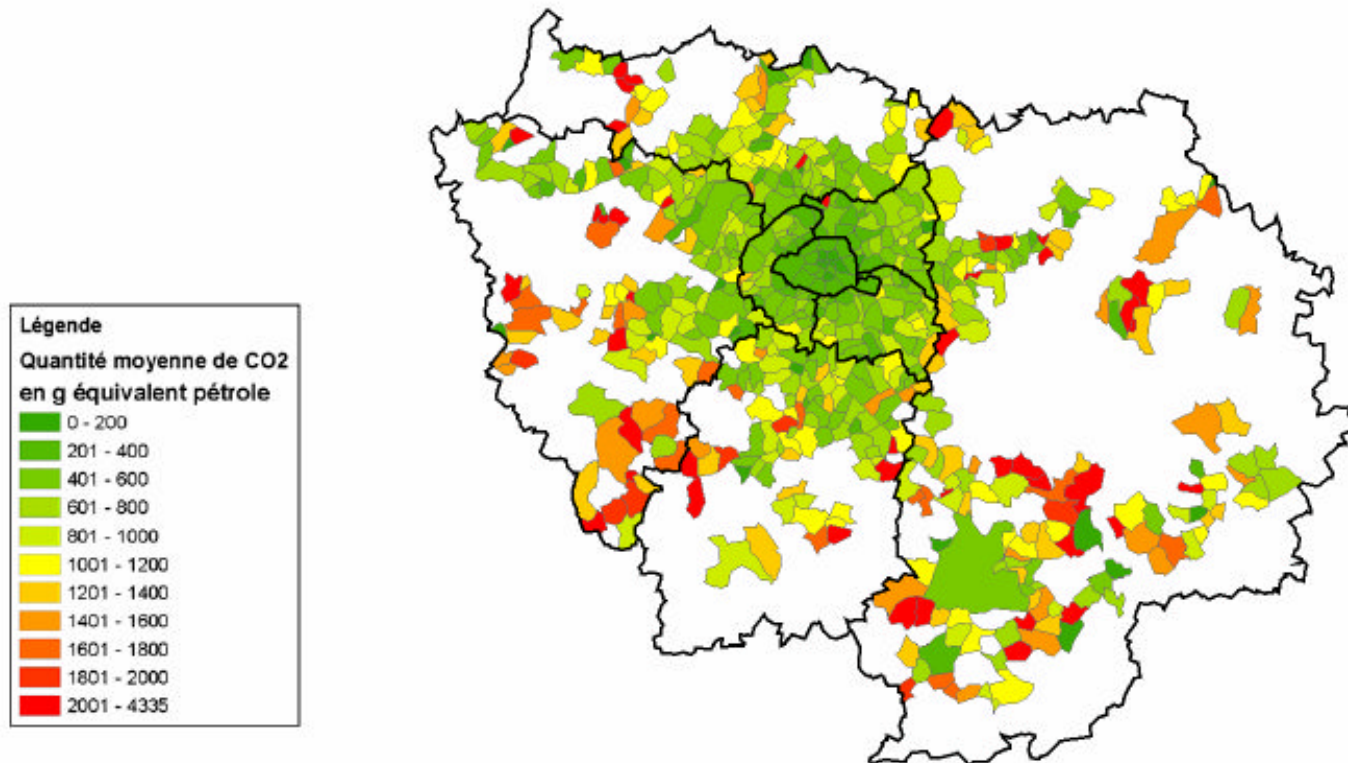 Légende
Quantité moyenne de CO2
en g équivalent pétrole
0 - 200
201 - 400
401 - 600
601 - 800
801 - 1000
1001 - 1200
1201 - 1400
1401 - 1600
1601 - 1800
1801 - 2000
2001 - 4335